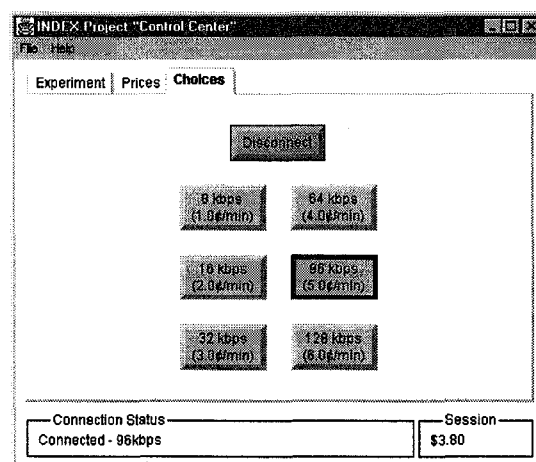 INDEX Project "Control Center"
File Help
Experiment Prices Choices
Disconnect
8 kbps
(1.0¢/min)
64 kbps
(4.0¢/min)
16 kbps
(2.0¢/min)
96 kbps
(5.0¢/min)
32 kbps
(3.0¢/min)
128 kbps
(6.0¢/min)
Connection Status
Connected - 96kbps
Session
$3.80